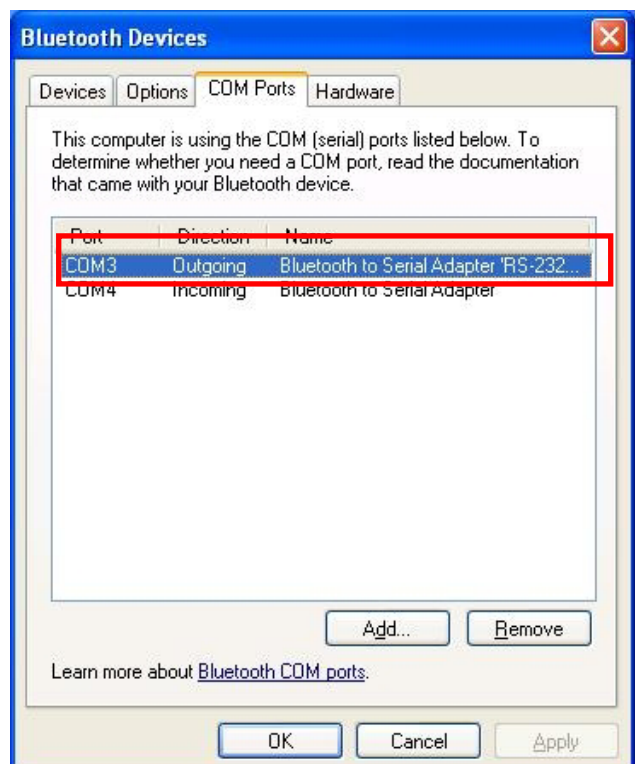 Bluetooth Devices
Devices Options COM Ports Hardware
This computer is using the COM (serial) ports listed below. To
determine whether you need a COM port, read the documentation
that came with your Bluetooth device.
Port Direction Name
COM3 Outgoing Bluetooth to Serial Adapter 'RS-232...
COM4 Incoming Bluetooth to Serial Adapter
Add... Remove
Learn more about Bluetooth COM ports.
OK Cancel Apply